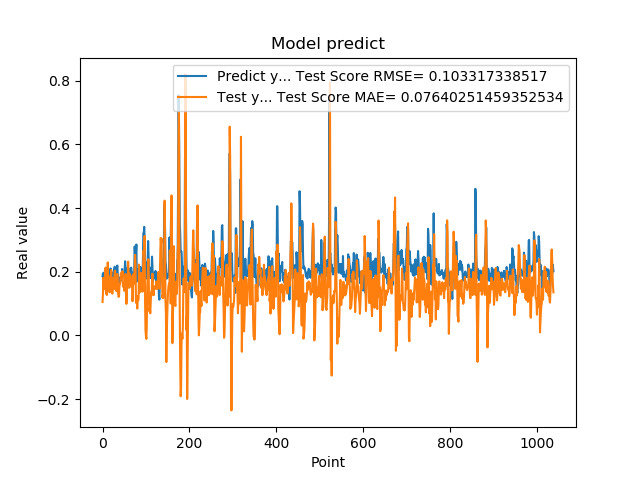 Model predict
Predict y... Test Score RMSE= 0.103317338517
Test y... Test Score MAE= 0.07640251459352534
Real value
0.8
0.6
0.4
0.2
0.0
−0.2
0 200 400 600 800 1000
Point